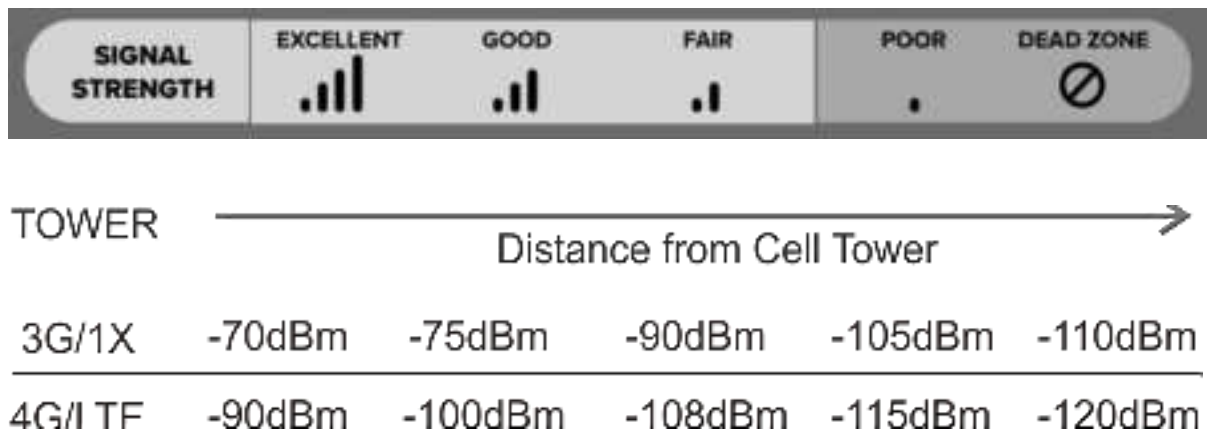 SIGNAL STRENGTH
EXCELLENT GOOD FAIR POOR DEAD ZONE
TOWER
Distance from Cell Tower
3G/1X -70dBm -75dBm -90dBm -105dBm -110dBm
4G/LTE -90dBm -100dBm -108dBm -115dBm -120dBm